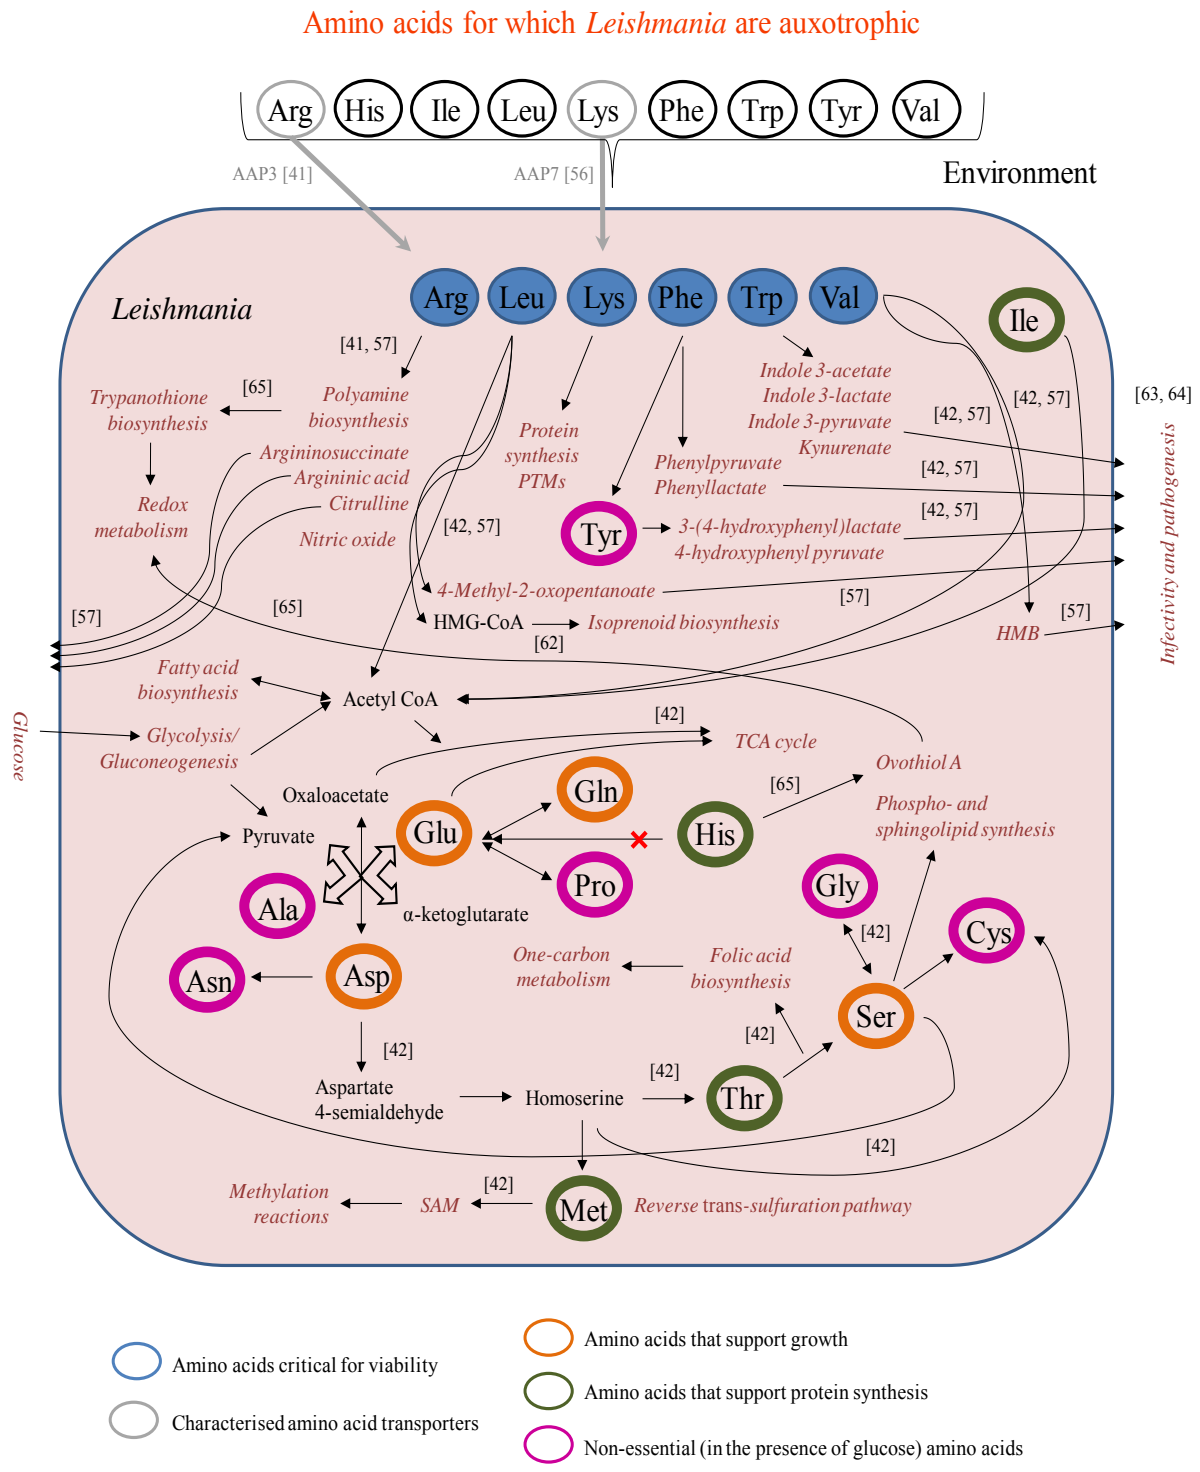 Amino acids for which Leishmania are auxotrophic
Arg His Ile Leu Lys Phe Trp Tyr Val
AAP3 [41]
AAP7 [56]
Environment
Leishmania
Arg Leu Lys Phe Trp Val
Ile
[41, 57]
[65]
Trypanothione
biosynthesis
Polyamine
biosynthesis
Argininosuccinate
Argininic acid
Citrulline
Nitric oxide
Redox
metabolism
[42, 57]
Protein
synthesis
PTMs
Indole 3-acetate
Indole 3-lactate
Indole 3-pyruvate
Kynurenate
[42, 57]
[42, 57]
[63, 64]
Infectivity and pathogenesis
Phenylpyruvate
Phenyllactate
[42, 57]
[42, 57]
Tyr
3-(4-hydroxyphenyl)lactate
4-hydroxyphenyl pyruvate
4-Methyl-2-oxopentanoate
[57]
HMG-CoA
Isoprenoid biosynthesis
[62]
HMB
[57]
[57]
[65]
Fatty acid
biosynthesis
Acetyl CoA
Glucose
Glycolysis/
Gluconeogenesis
[42]
TCA cycle
Ovothiol A
[65]
Oxaloacetate
Pyruvate
Glu
Gln
His
Pro
Phospho- and
sphingolipid synthesis
Ala
α-ketoglutarate
Gly
Cys
[42]
Asn
Asp
One-carbon
metabolism
Folic acid
biosynthesis
Ser
[42]
[42]
Aspartate
4-semialdehyde
Homoserine
[42]
Thr
[42]
Methylation
reactions
SAM
[42]
Met
Reverse trans-sulfuration pathway
Amino acids critical for viability
Characterised amino acid transporters
Amino acids that support growth
Amino acids that support protein synthesis
Non-essential (in the presence of glucose) amino acids